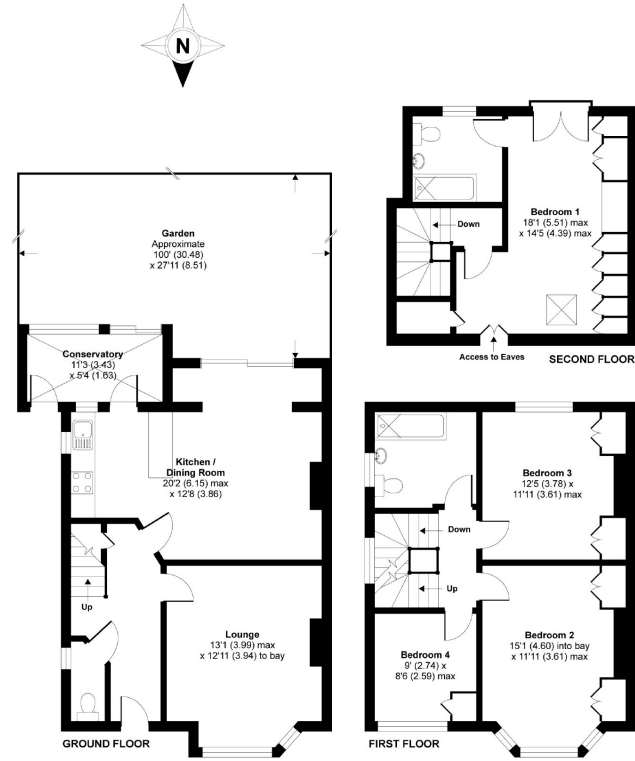 N
Garden
Approximate
100' (30.48)
x 27'11 (8.51)
Conservatory
11'3 (3.43)
x 5'4 (1.63)
Kitchen /
Dining Room
20'2 (6.15) max
x 12'8 (3.86)
Up
Lounge
13'1 (3.99) max
x 12'11 (3.94) to bay
GROUND FLOOR
Bedroom 1
18'1 (5.51) max
x 14'5 (4.39) max
Down
Access to Eaves
SECOND FLOOR
Bedroom 3
12'5 (3.78) x
11'11 (3.61) max
Down
Up
Bedroom 2
15'1 (4.60) into bay
x 11'11 (3.61) max
Bedroom 4
9' (2.74) x
8'6 (2.59) max
FIRST FLOOR